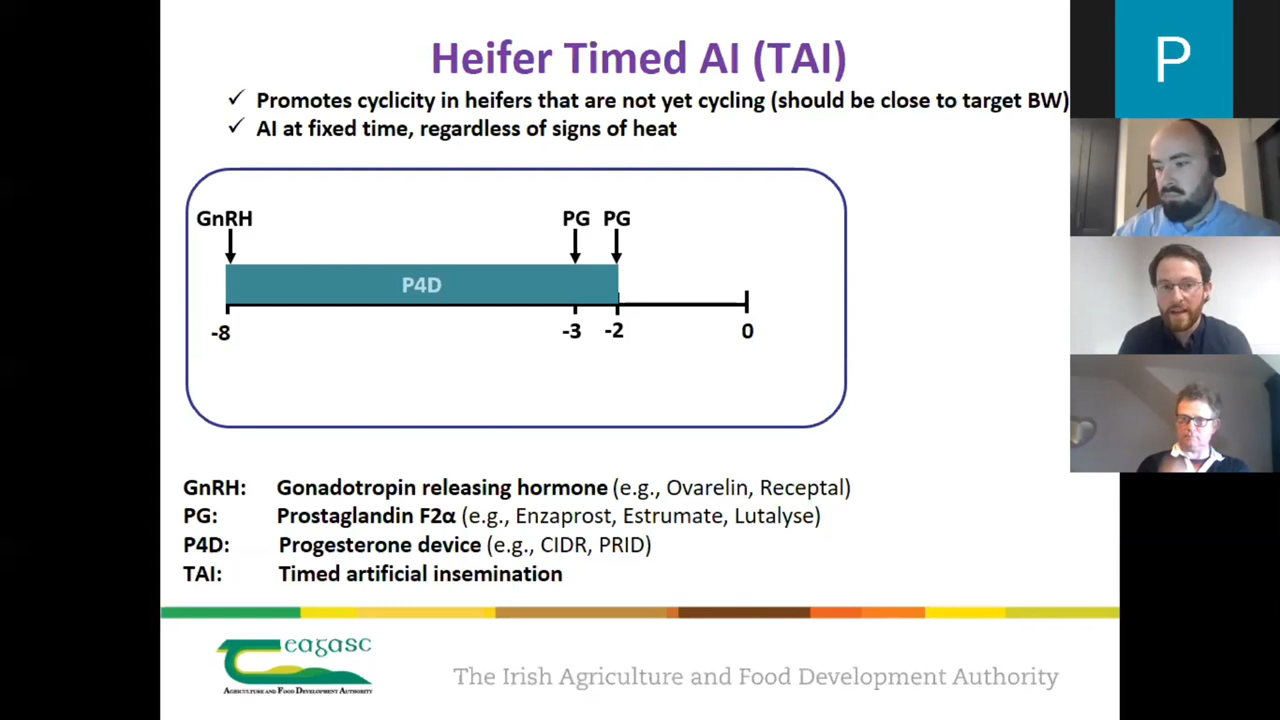 Heifer Timed AI (TAI)
✓ Promotes cyclicity in heifers that are not yet cycling (should be close to target BW)
✓ AI at fixed time, regardless of signs of heat
GnRH PG PG
P4D
-8 -3 -2 0
GnRH: Gonadotropin releasing hormone (e.g., Ovarelin, Receptal)
PG: Prostaglandin F2α (e.g., Enzaprost, Estrumate, Lutalyse)
P4D: Progesterone device (e.g., CIDR, PRID)
TAI: Timed artificial insemination
eagasc
AGRICULTURE AND FOOD DEVELOPMENT AUTHORITY
The Irish Agriculture and Food Development Authority
P